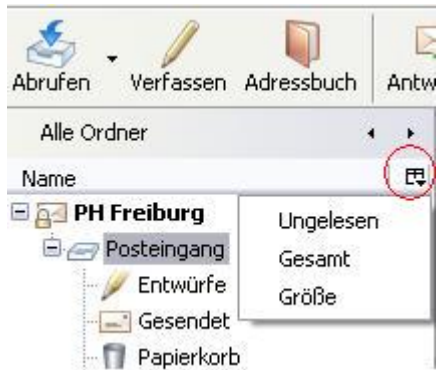 Abrufen Verfassen Adressbuch Antw
Alle Ordner
Name
PH Freiburg
Posteingang
Entwürfe
Gesendet
Papierkorb
Ungelesen
Gesamt
Größe